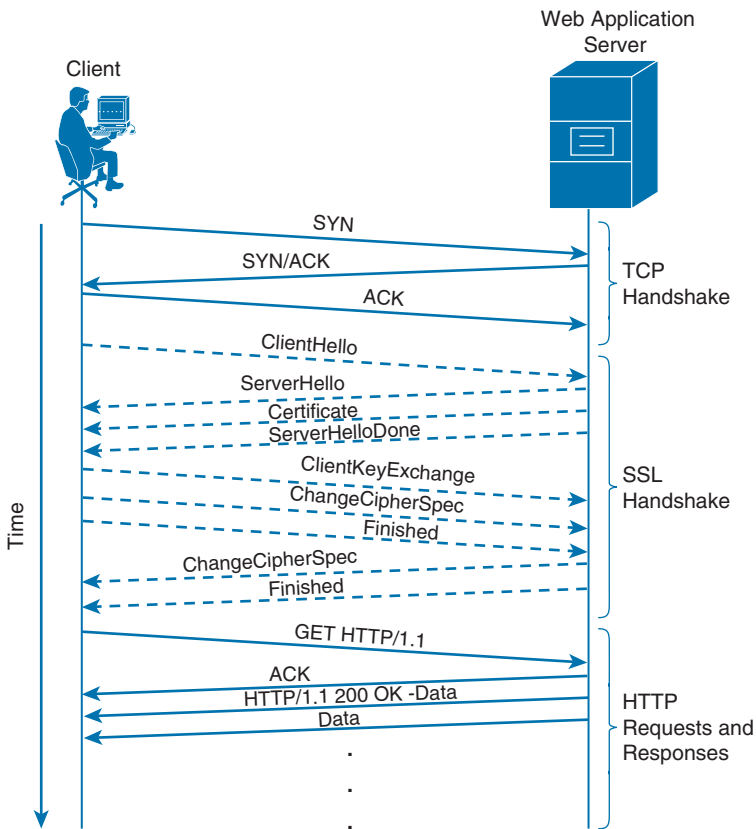 Web Application
Server
Client
SYN
SYN/ACK
ACK
TCP
Handshake
ClientHello
ServerHello
Certificate
ServerHelloDone
ClientKeyExchange
ChangeCipherSpec
Finished
ChangeCipherSpec
Finished
SSL
Handshake
Time
GET HTTP/1.1
ACK
HTTP/1.1 200 OK -Data
Data
HTTP
Requests and
Responses
.
.
.